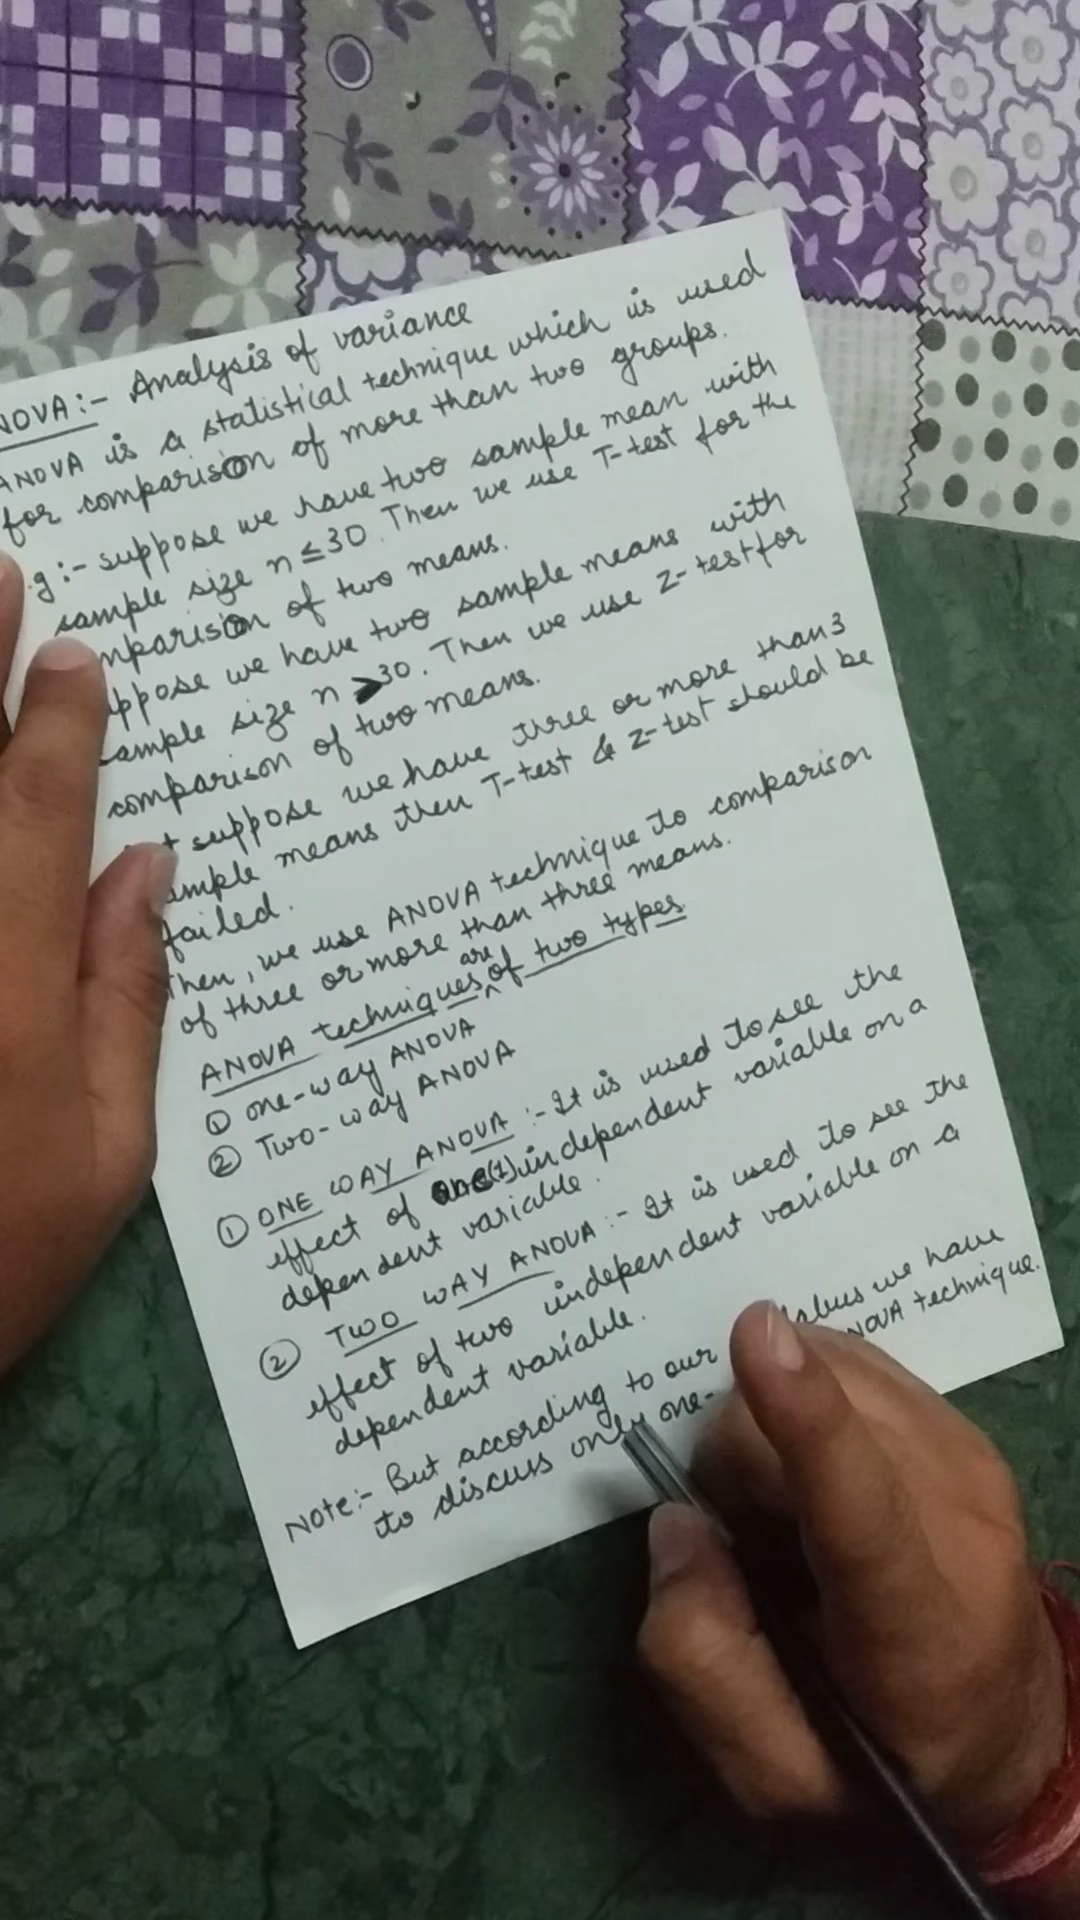 NOVA:- Analysis of variance
ANOVA is a statistical technique which is used
for comparision of more than two groups.
.g:- suppose we have two sample mean with
sample size n≤30. Then we use T-test for the
mparision of two means.
ppose we have two sample means with
sample size n >30. Then we use Z-test for
comparison of two means.
t suppose we have three or more than 3
ample means then T-test & Z-test should be
failed.
Then, we use ANOVA technique to comparison
of three or more than three means.
ANOVA techniques are of two types
① one-way ANOVA
② Two-way ANOVA
① ONE WAY ANOVA :- It is used to see the
effect of one(1) independent variable on a
dependent variable.
② TWO WAY ANOVA :- It is used to see the
effect of two independent variable on a
dependent variable.
Note:- But according to our labus we have
to discuss only one- NOVA technique.